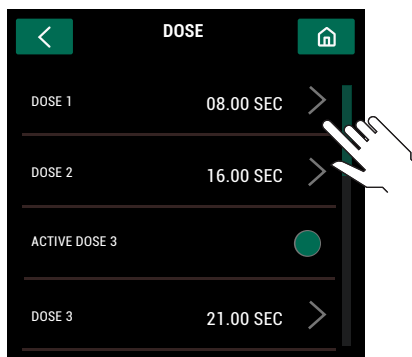 DOSE
DOSE 1 08.00 SEC
DOSE 2 16.00 SEC
ACTIVE DOSE 3
DOSE 3 21.00 SEC